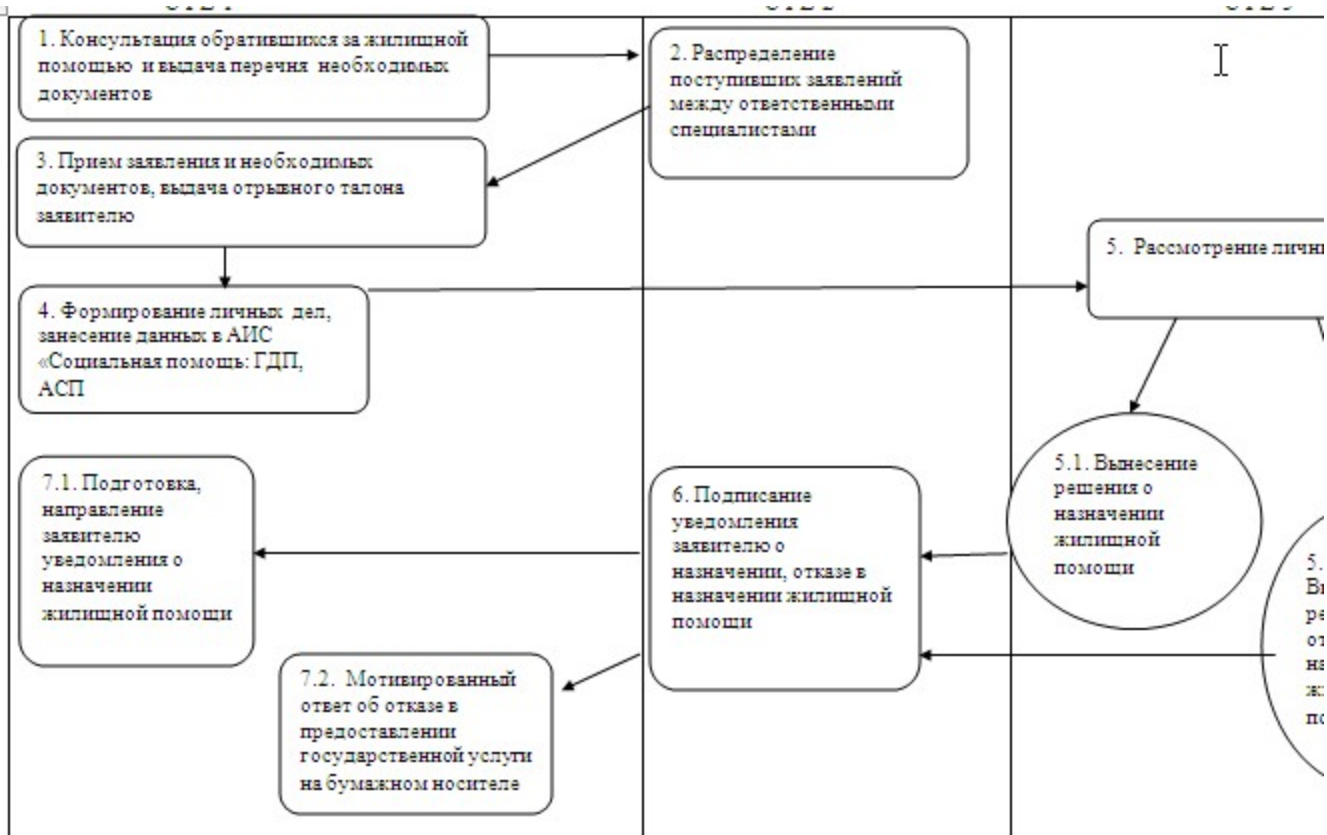 1. Консультация обратившихся за жилищной
помощью и выдача перечня необходимых
документов
2. Распределение
поступивших заявлений
между ответственными
специалистами
3. Прием заявления и необходимых
документов, выдача отрывного талона
заявителю
4. Формирование личных дел,
занесение данных в АИС
«Социальная помощь: ГДП,
АСП
5. Рассмотрение
5.1. Вынесение
решения о
назначении
жилищной
помощи
5.
6. Подписание
уведомления
заявителю о
назначении, отказе в
назначении жилищной
помощи
7.1. Подготовка,
направление
заявителю
уведомления о
назначении
жилищной помощи
7.2. Мотивированный
ответ об отказе в
предоставлении
государственной услуги
на бумажном носителе